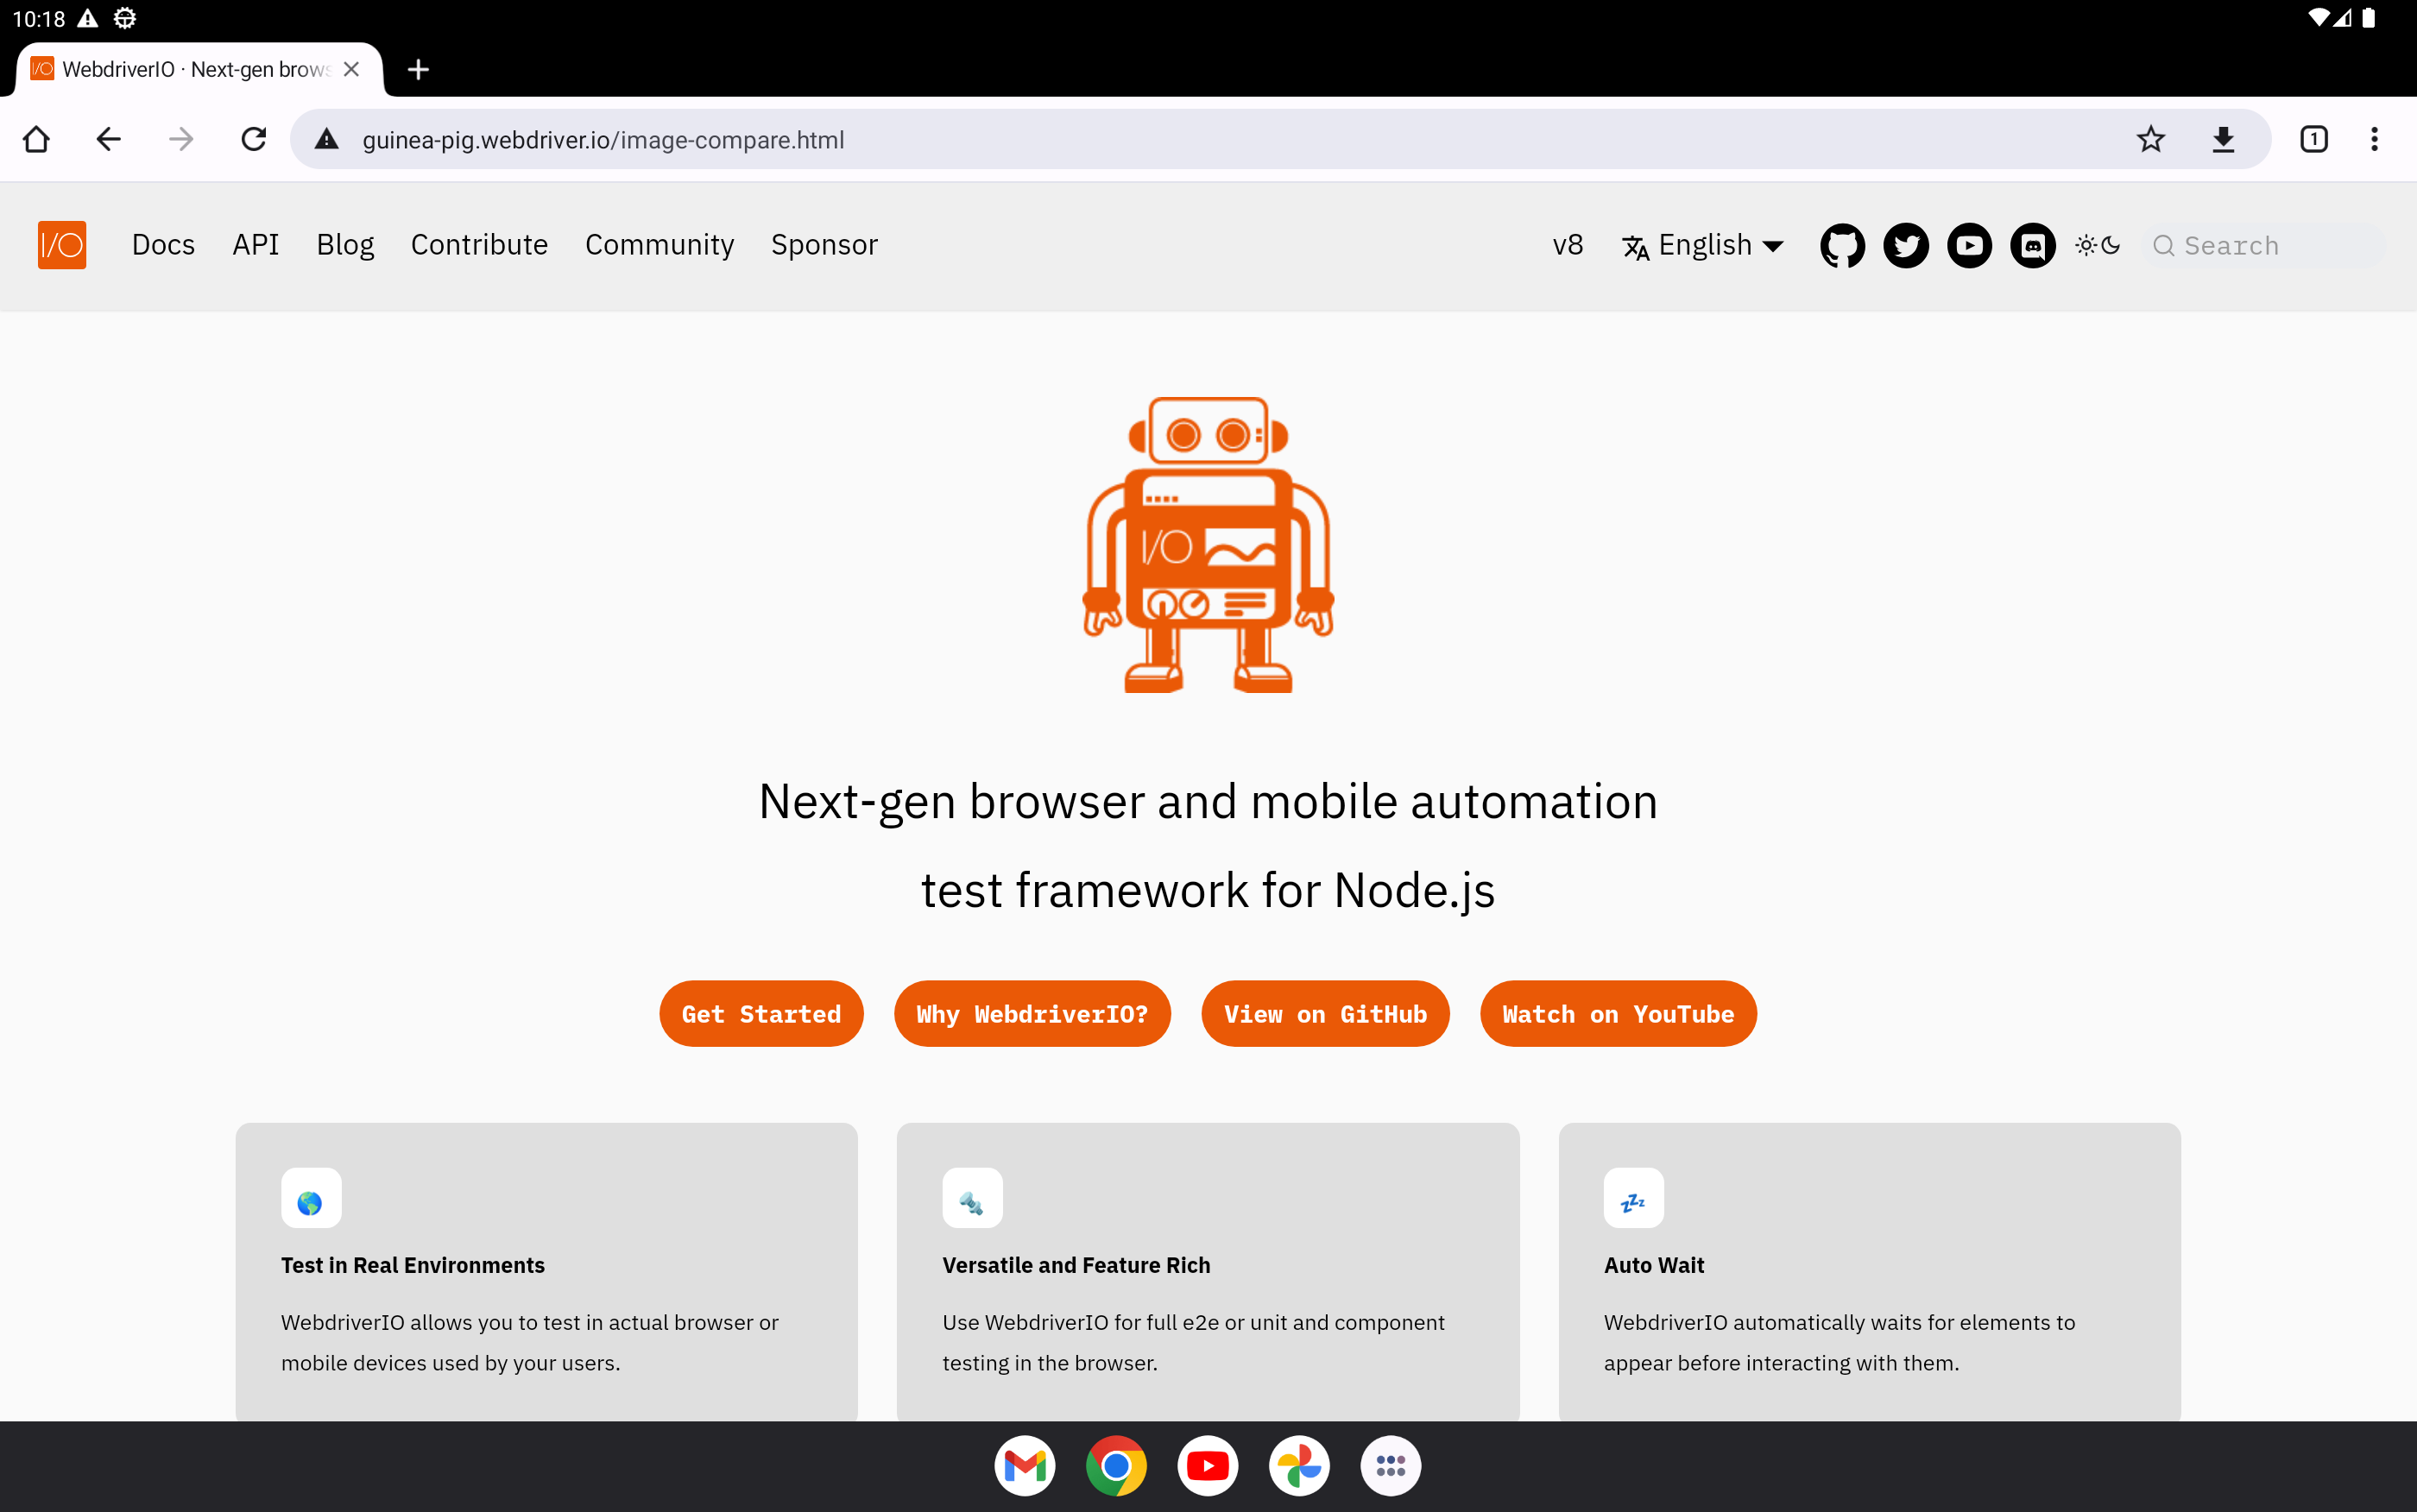 10:18
WebdriverIO · Next-gen brows
guinea-pig.webdriver.io/image-compare.html
1
I/O Docs API Blog Contribute Community Sponsor v8 English Search
I/O
Next-gen browser and mobile automation
test framework for Node.js
Get Started Why WebdriverIO? View on GitHub Watch on YouTube
Test in Real Environments
WebdriverIO allows you to test in actual browser or
mobile devices used by your users.
Versatile and Feature Rich
Use WebdriverIO for full e2e or unit and component
testing in the browser.
Auto Wait
WebdriverIO automatically waits for elements to
appear before interacting with them.